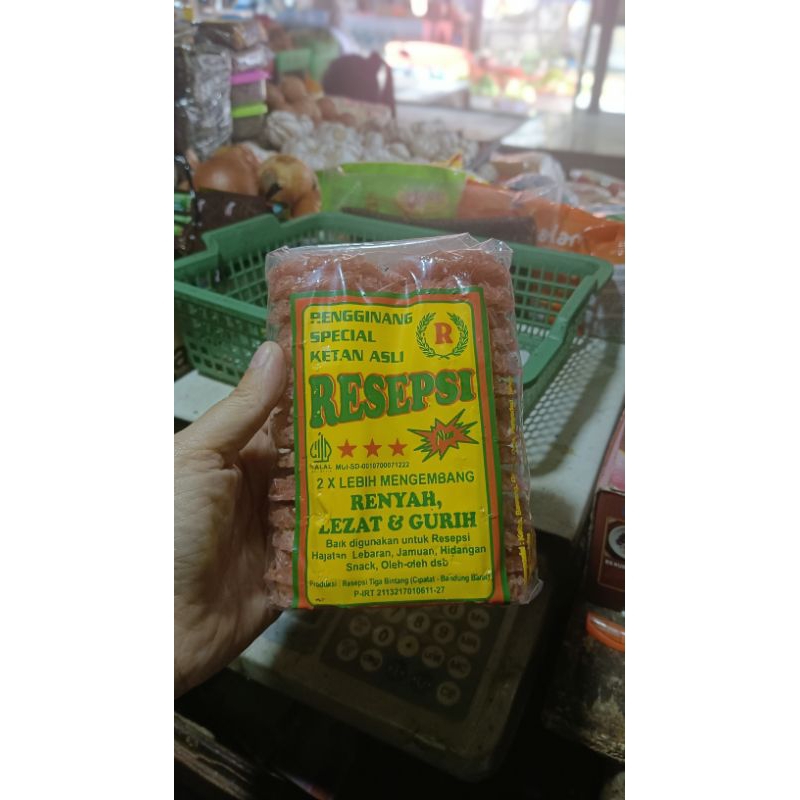 RENGGINANG
SPECIAL
KETAN ASLI
R
RESEPSI
HALAL
MUI-SD-0010700071222
2 X LEBIH MENGEMBANG
RENYAH,
LEZAT & GURIH
Baik digunakan untuk Resepsi
Hajatan, Lebaran, Jamuan, Hidangan
Snack, Oleh-oleh dsb
Produksi : Resepsi Tiga Bintang (Cipatat - Bandung Barat)
P-IRT 2113217010611-27